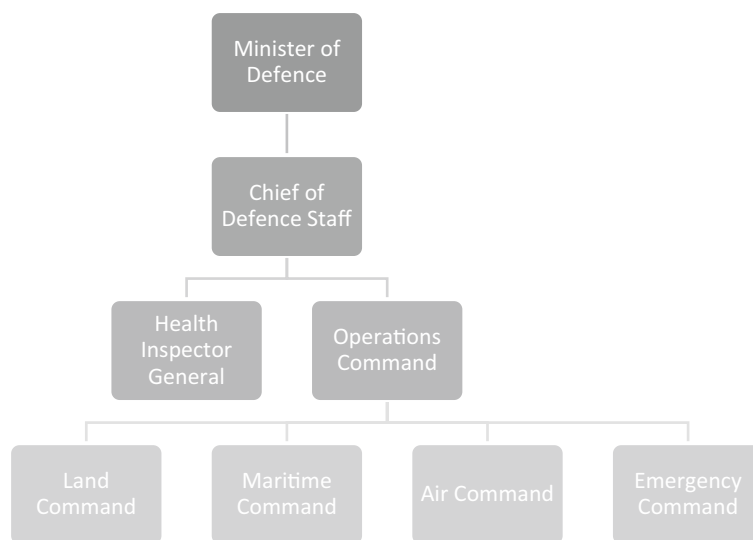 Minister of
Defence
Chief of
Defence Staff
Health
Inspector
General
Operations
Command
Land
Command
Maritime
Command
Air Command
Emergency
Command